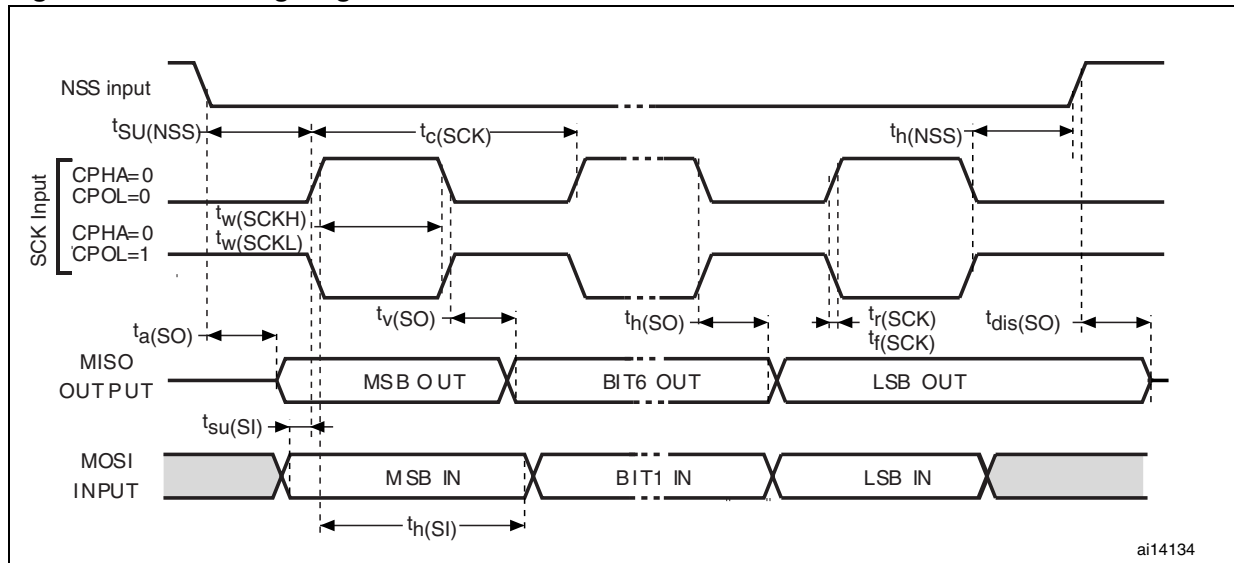 NSS input
tSU(NSS)
tc(SCK)
th(NSS)
SCK Input
CPHA=0
CPOL=0
tw(SCKH)
tw(SCKL)
CPHA=0
CPOL=1
ta(SO)
tv(SO)
th(SO)
tr(SCK)
tf(SCK)
tdis(SO)
MISO
OUTPUT
MSB OUT
BIT6 OUT
LSB OUT
tsu(SI)
MOSI
INPUT
MSB IN
BIT1 IN
LSB IN
th(SI)
ai14134